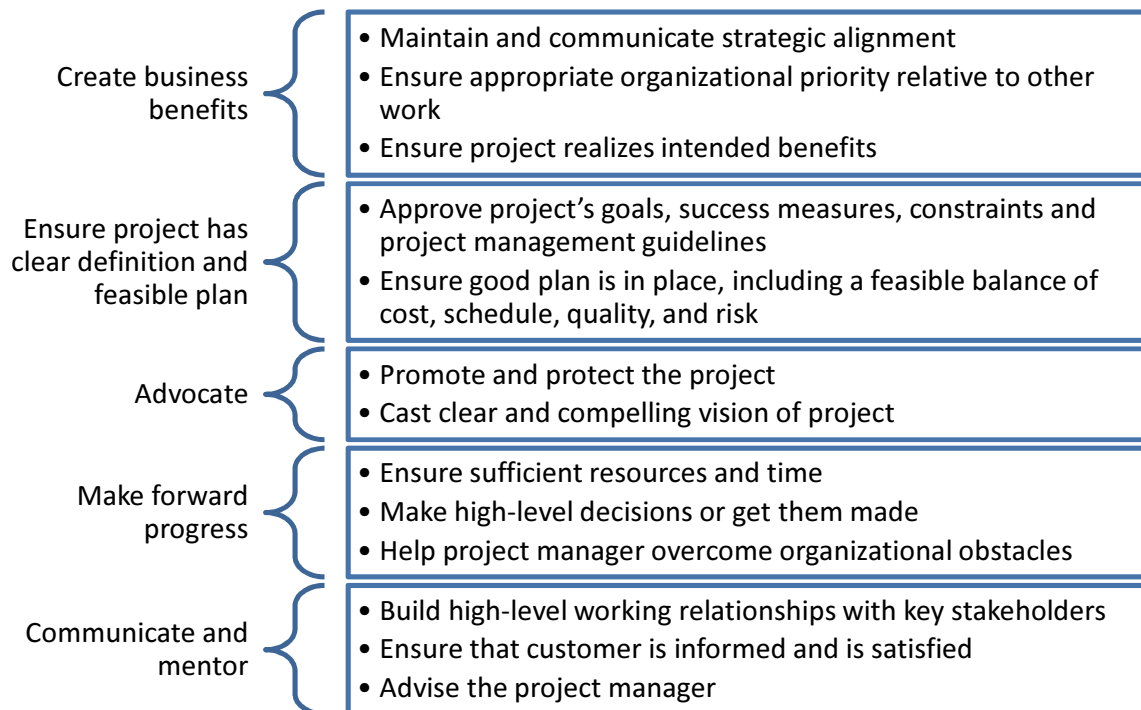 Create business
benefits
• Maintain and communicate strategic alignment
• Ensure appropriate organizational priority relative to other
work
• Ensure project realizes intended benefits
Ensure project has
clear definition and
feasible plan
• Approve project’s goals, success measures, constraints and
project management guidelines
• Ensure good plan is in place, including a feasible balance of
cost, schedule, quality, and risk
Advocate
• Promote and protect the project
• Cast clear and compelling vision of project
Make forward
progress
• Ensure sufficient resources and time
• Make high-level decisions or get them made
• Help project manager overcome organizational obstacles
Communicate and
mentor
• Build high-level working relationships with key stakeholders
• Ensure that customer is informed and is satisfied
• Advise the project manager